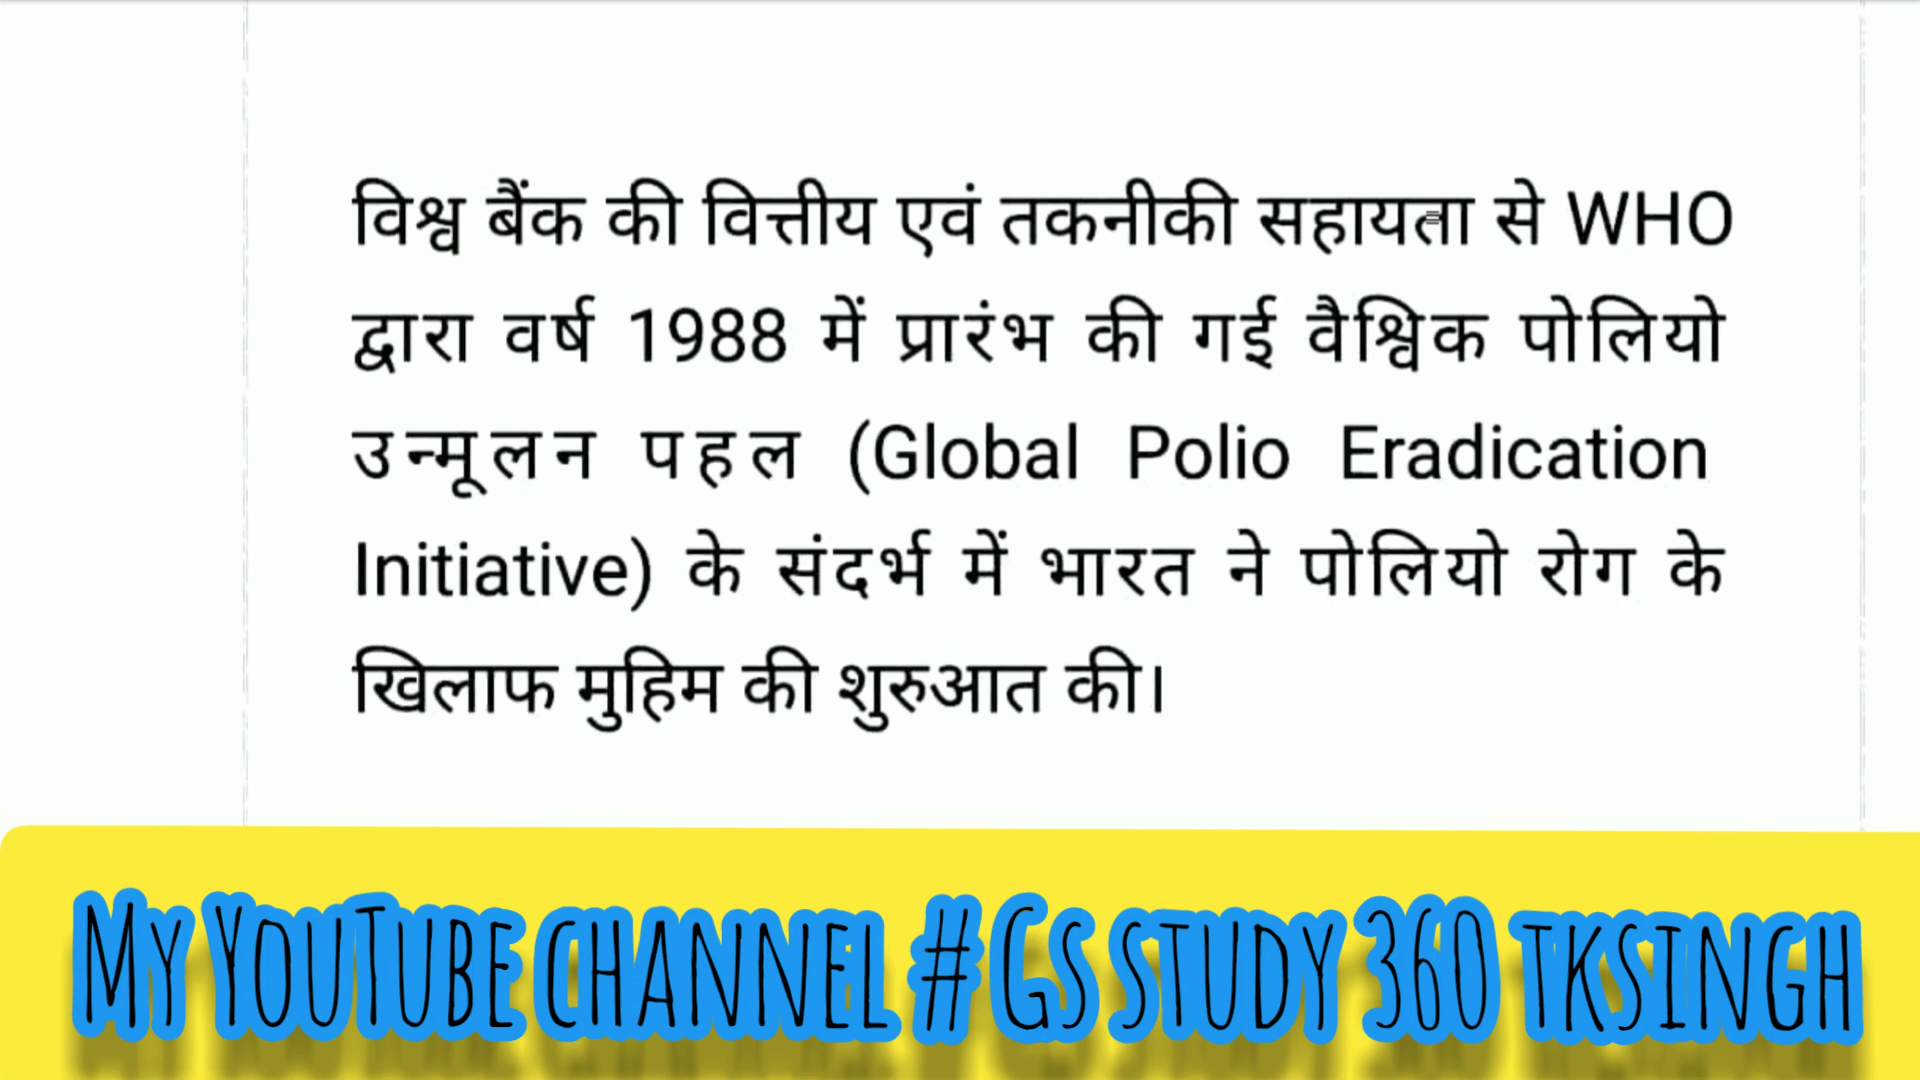 विश्व बैंक की वित्तीय एवं तकनीकी सहायता से WHO
द्वारा वर्ष 1988 में प्रारंभ की गई वैश्विक पोलियो
उन्मूलन पहल (Global Polio Eradication
Initiative) के संदर्भ में भारत ने पोलियो रोग के
खिलाफ मुहिम की शुरुआत की।
My YouTube channel # Gs study 360 tksingh